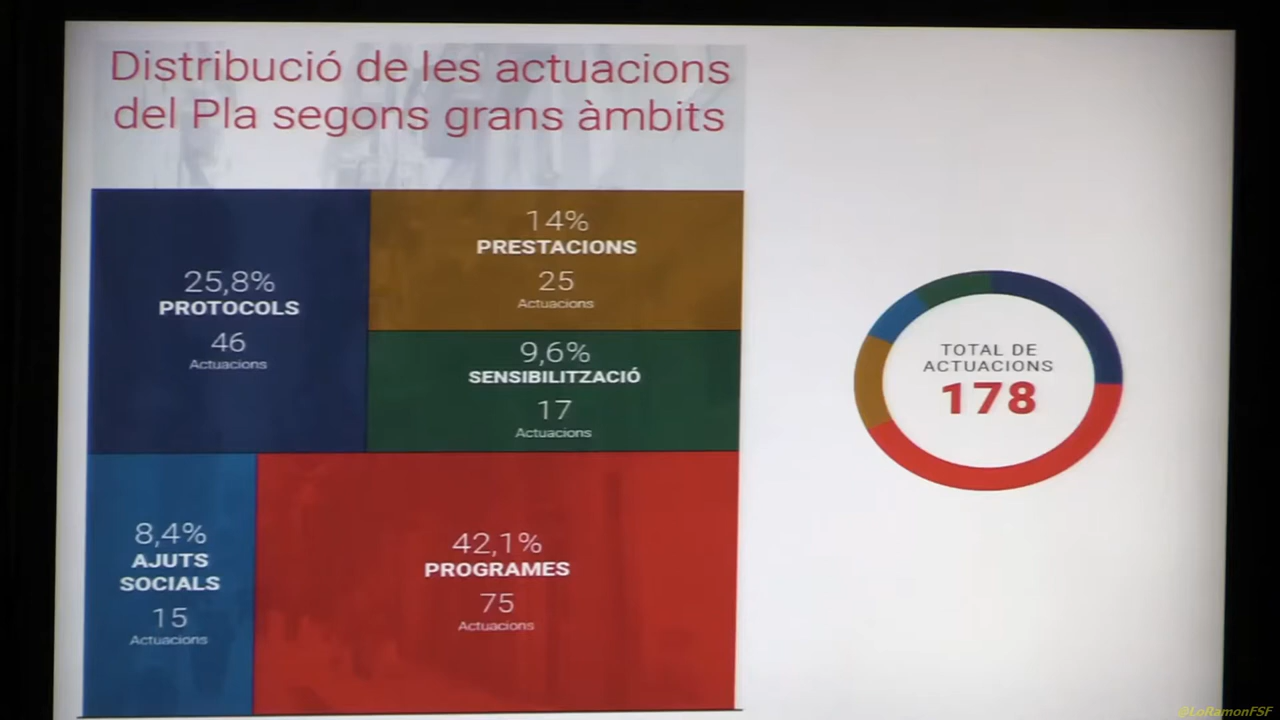 Distribució de les actuacions
del Pla segons grans àmbits
25,8%
PROTOCOLS
46
Actuacions
14%
PRESTACIONS
25
Actuacions
9,6%
SENSIBILITZACIÓ
17
Actuacions
8,4%
AJUTS
SOCIALS
15
Actuacions
42,1%
PROGRAMES
75
Actuacions
TOTAL DE
ACTUACIONS
178
@LoRamonFSF